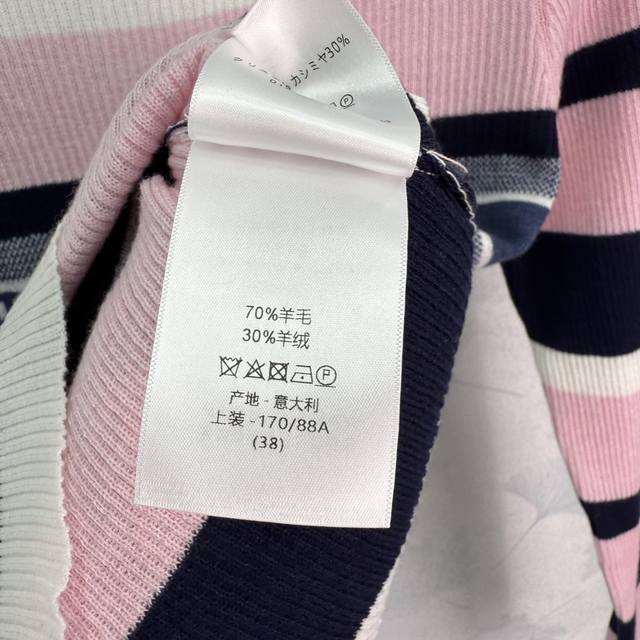 カシミヤ30%
70%羊毛
30%羊绒
P
产地 - 意大利
上装 - 170/88A
(38)